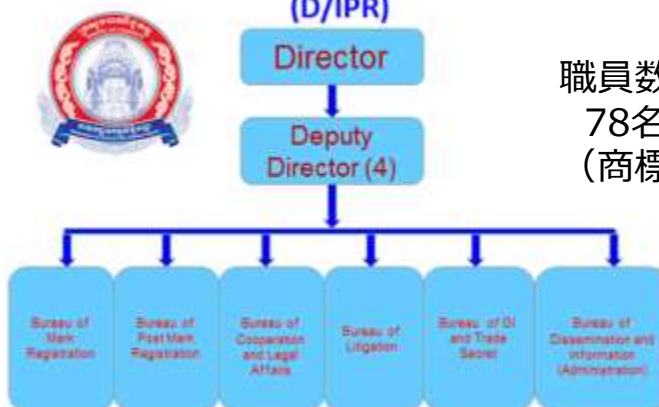 (D/IPR)
Director
職員数
78名
（商標
Deputy
Director (4)
Bureau of
Mark
Registration
Bureau of
Post Mark
Registration
Bureau of
Cooperation
and Legal
Affairs
Bureau of
Litigation
Bureau of GI
and Trade
Secret
Bureau of
Dissemination and
Information
(Administration)